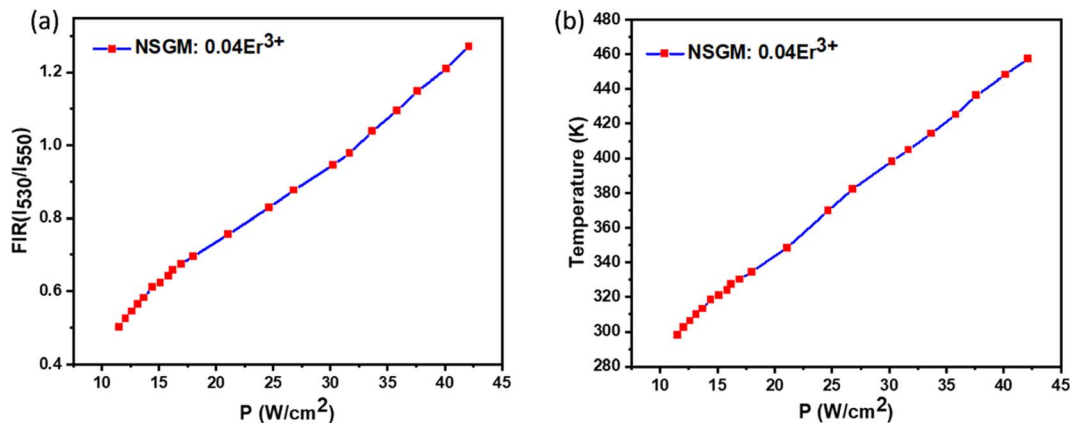 (a)
NSGM: 0.04Er3+
FIR(I530/I550)
1.2
1.0
0.8
0.6
0.4
10 15 20 25 30 35 40 45
P (W/cm2)
(b)
NSGM: 0.04Er3+
Temperature (K)
480
460
440
420
400
380
360
340
320
300
280
10 15 20 25 30 35 40 45
P (W/cm2)